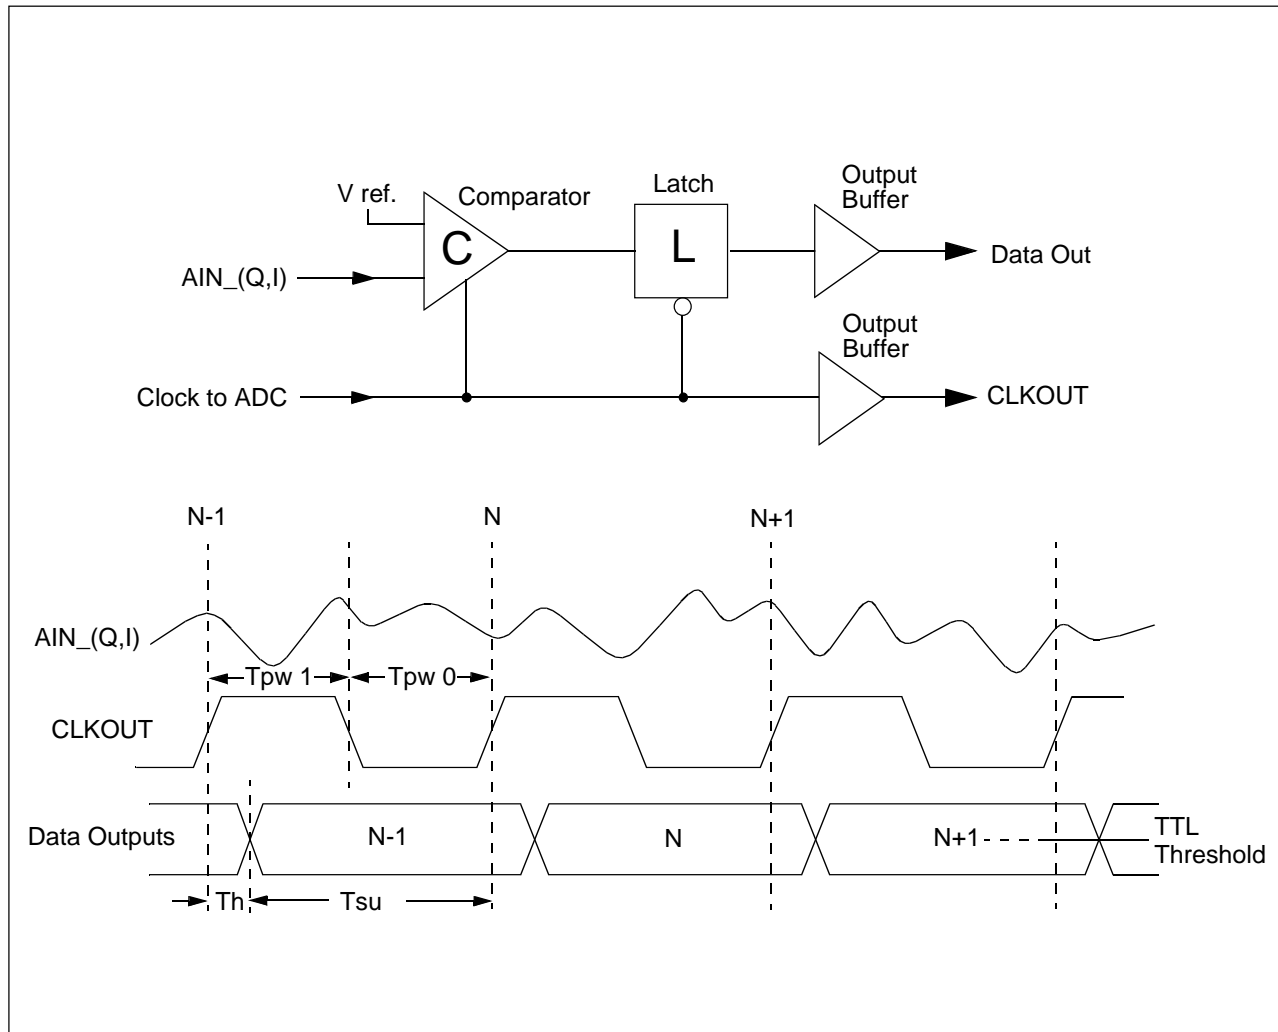 Output
Buffer
Latch
V ref.
Comparator
C
L
Data Out
AIN_(Q,I)
Output
Buffer
Clock to ADC
CLKOUT
N-1
N
N+1
AIN_(Q,I)
Tpw 1
Tpw 0
CLKOUT
Data Outputs
N-1
N
N+1
TTL
Threshold
Th
Tsu